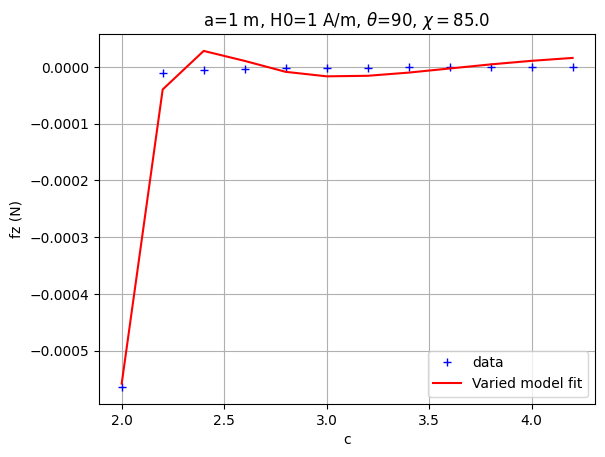 a=1 m, H0=1 A/m, θ=90, χ = 85.0
0.0000
−0.0001
−0.0002
−0.0003
−0.0004
−0.0005
fz (N)
2.0 2.5 3.0 3.5 4.0
c
data
Varied model fit